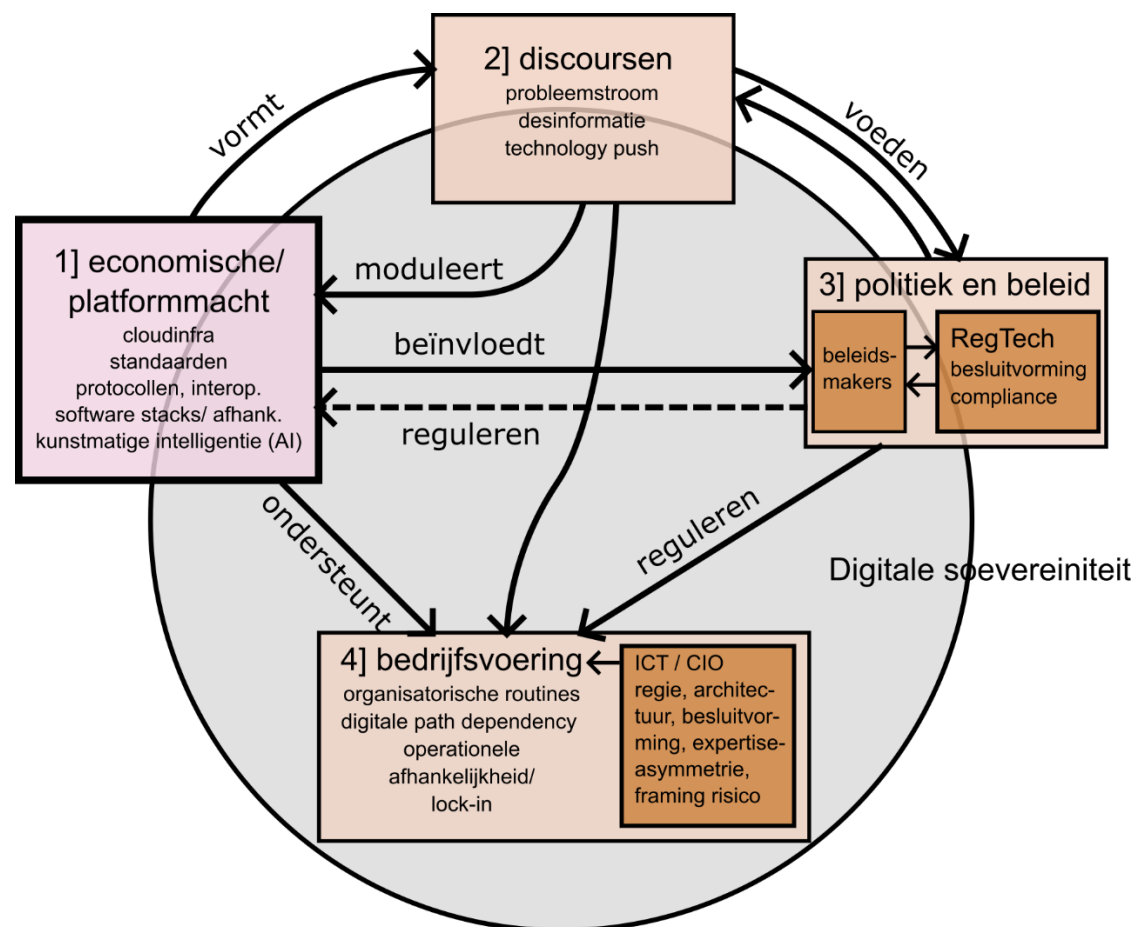 2] discoursen
probleemstroom
desinformatie
technology push
vormt
voeden
1] economische/
platformmacht
cloudinfra
standaarden
protocollen, interop.
software stacks/ afhank.
kunstmatige intelligentie (AI)
moduleert
beïnvloedt
reguleren
3] politiek en beleid
beleids-
makers
RegTech
besluitvorming
compliance
ondersteunt
reguleren
Digitale soevereiniteit
4] bedrijfsvoering
organisatorische routines
digitale path dependency
operationele
afhankelijkheid/
lock-in
ICT / CIO
regie, architec-
tuur, besluitvor-
ming, expertise-
asymmetrie,
framing risico